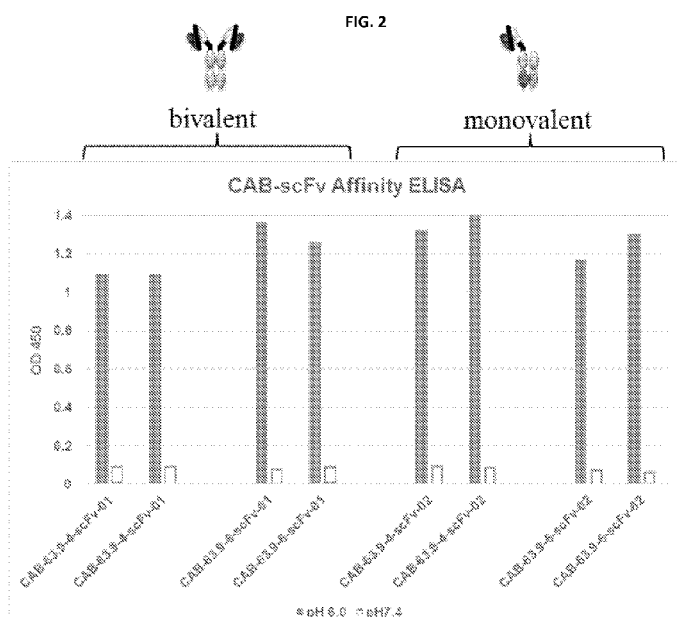 FIG. 2
bivalent
monovalent
CAB-scFv Affinity ELISA
1.4
1.2
1
0.8
0.6
0.4
0.2
0
OD 450
CAB-63.9-4-scFv-01
CAB-63.9-4-scFv-01
CAB-63.9-6-scFv-01
CAB-63.9-6-scFv-01
CAB-63.9-4-scFv-02
CAB-63.9-4-scFv-02
CAB-63.9-6-scFv-02
CAB-63.9-6-scFv-02
pH 6.0 pH7.4